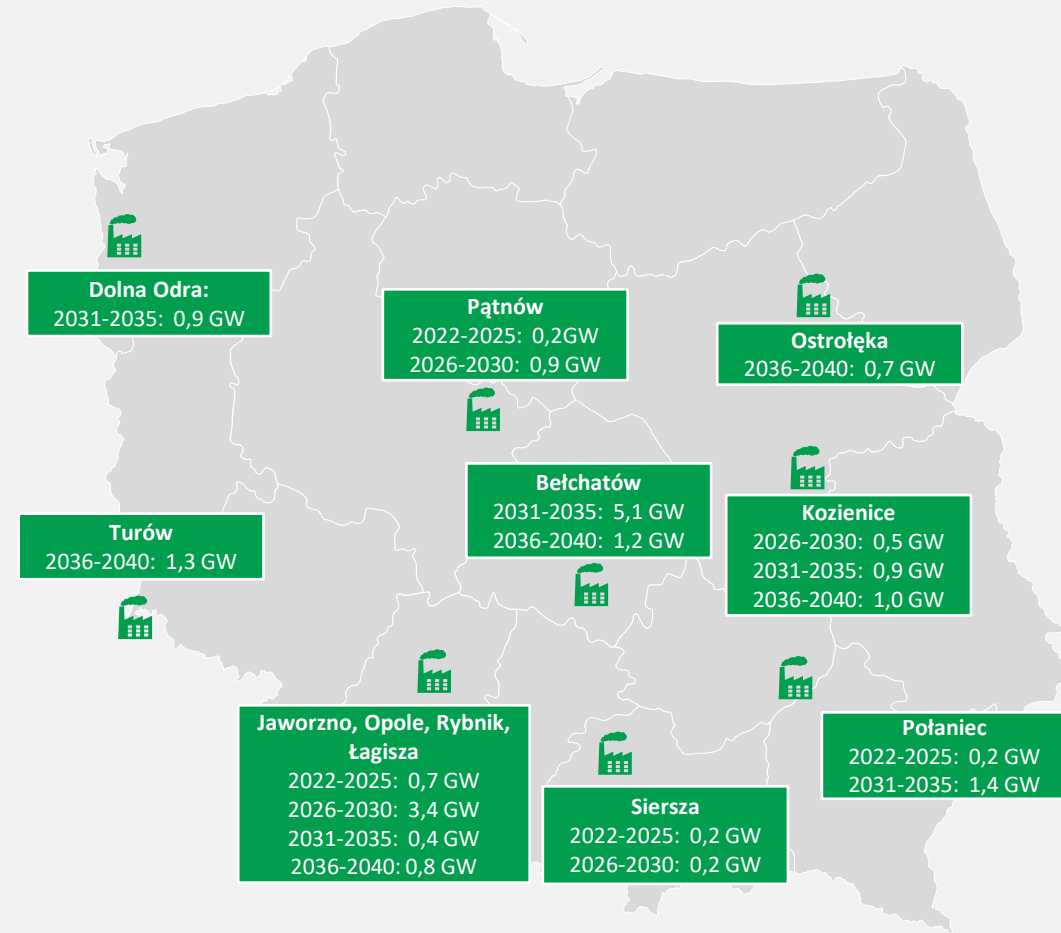 Dolna Odra:
2031-2035: 0,9 GW
Pątnów
2022-2025: 0,2GW
2026-2030: 0,9 GW
Ostrołęka
2036-2040: 0,7 GW
Bełchatów
2031-2035: 5,1 GW
2036-2040: 1,2 GW
Kozienice
2026-2030: 0,5 GW
2031-2035: 0,9 GW
2036-2040: 1,0 GW
Turów
2036-2040: 1,3 GW
Jaworzno, Opole, Rybnik,
Łagisza
2022-2025: 0,7 GW
2026-2030: 3,4 GW
2031-2035: 0,4 GW
2036-2040: 0,8 GW
Siersza
2022-2025: 0,2 GW
2026-2030: 0,2 GW
Połaniec
2022-2025: 0,2 GW
2031-2035: 1,4 GW